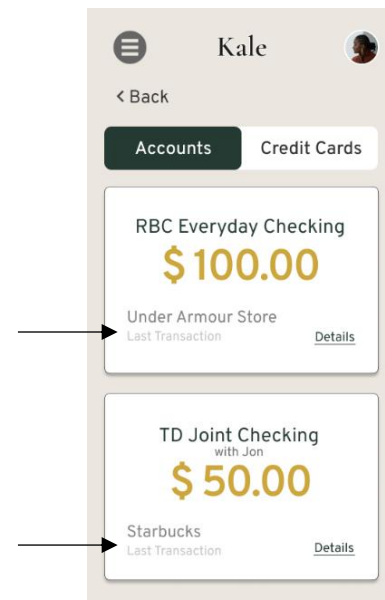 Kale
< Back
Accounts Credit Cards
RBC Everyday Checking
$100.00
Under Armour Store
Last Transaction Details
TD Joint Checking
with Jon
$50.00
Starbucks
Last Transaction Details